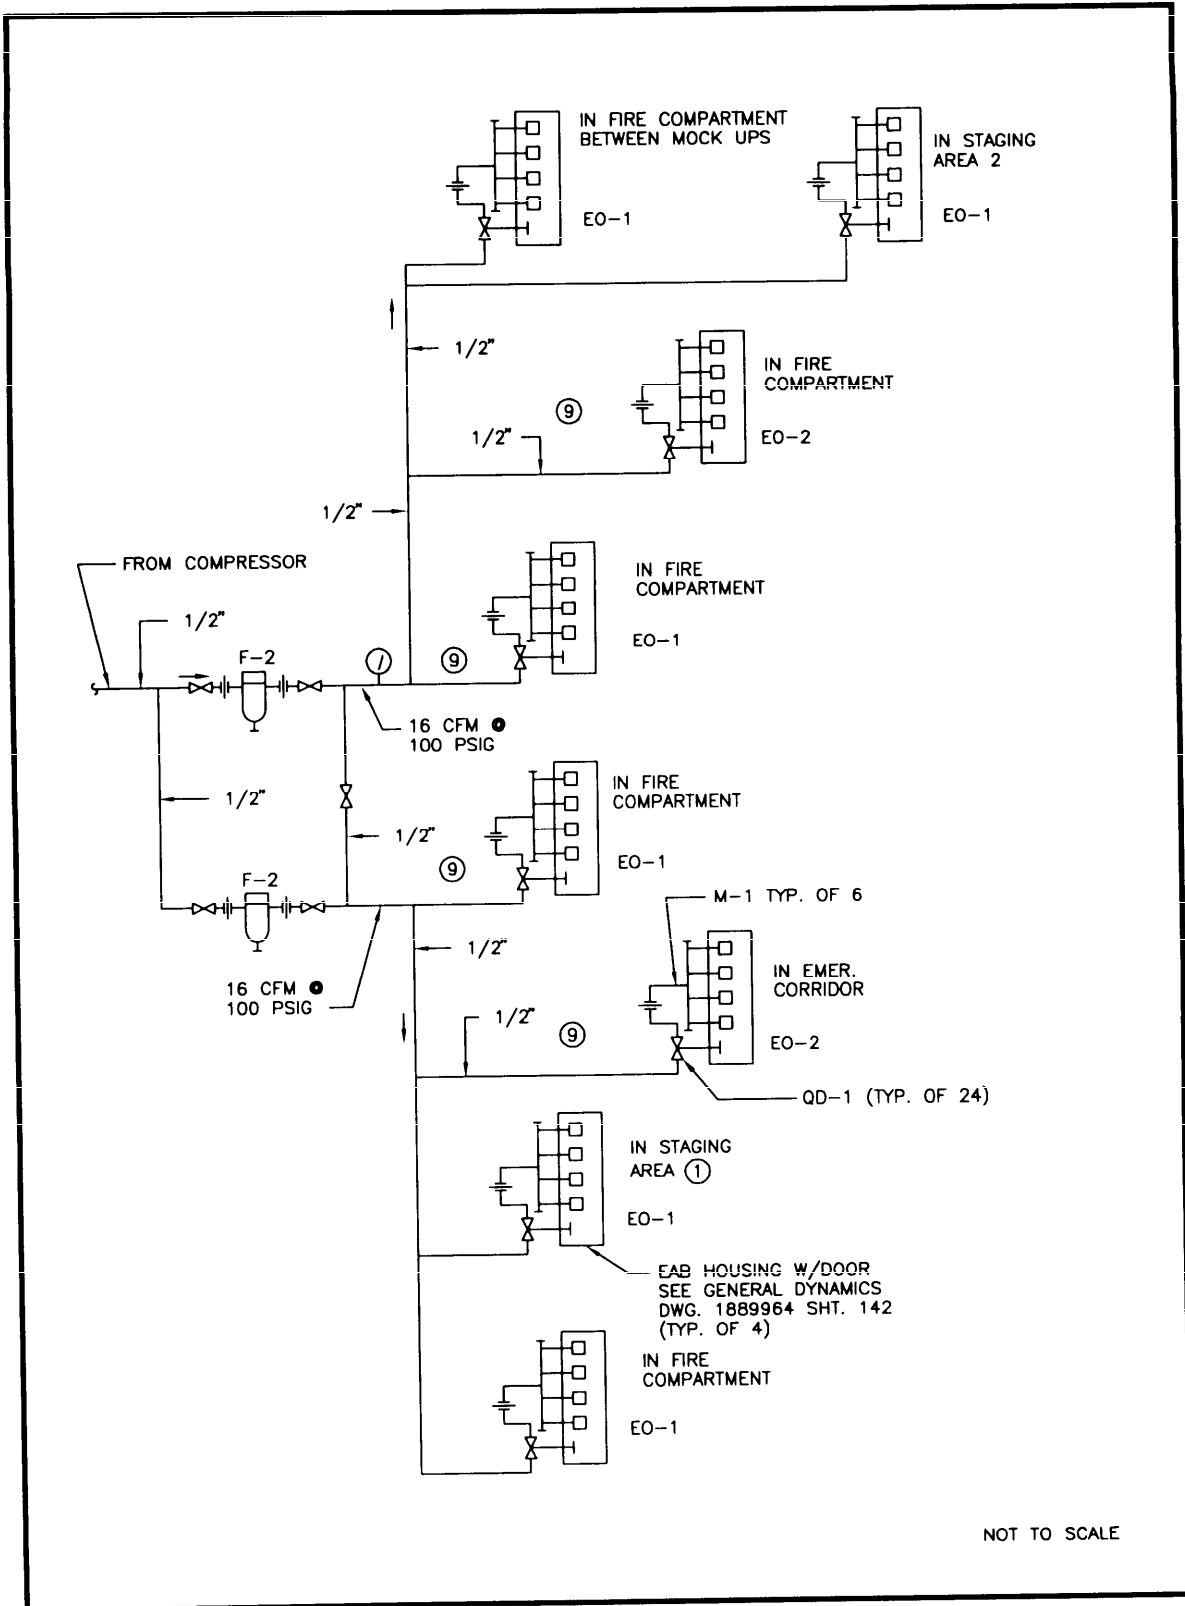 IN FIRE COMPARTMENT
BETWEEN MOCK UPS
EO-1
IN STAGING
AREA 2
EO-1
1/2"
IN FIRE
COMPARTMENT
EO-2
9
1/2"
1/2"
FROM COMPRESSOR
1/2"
F-2
9
IN FIRE
COMPARTMENT
EO-1
16 CFM @
100 PSIG
1/2"
1/2"
IN FIRE
COMPARTMENT
EO-1
9
F-2
16 CFM @
100 PSIG
1/2"
M-1 TYP. OF 6
IN EMER.
CORRIDOR
EO-2
1/2"
9
QD-1 (TYP. OF 24)
IN STAGING
AREA 1
EO-1
EAB HOUSING W/DOOR
SEE GENERAL DYNAMICS
DWG. 1889964 SHT. 142
(TYP. OF 4)
IN FIRE
COMPARTMENT
EO-1
NOT TO SCALE